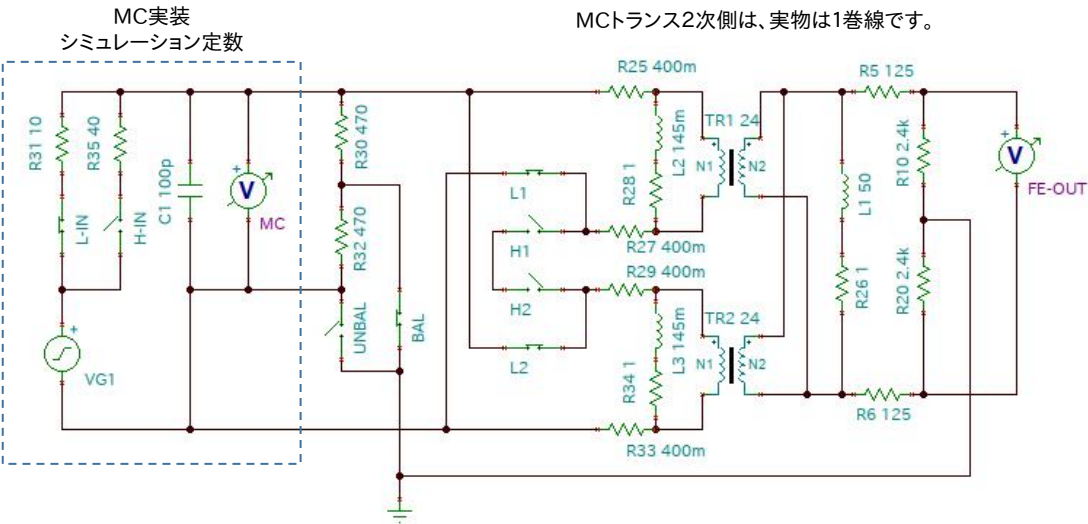 MC実装
シミュレーション定数
MCトランス2次側は、実物は1巻線です。
R31 10
R35 40
C1 100p
+
V
MC
L-IN
H-IN
+
VG1
R30 470
R32 470
UNBAL
BAL
L1
H1
H2
L2
R25 400m
L2 145m
R28 1
R27 400m
R29 400m
L3 145m
R34 1
R33 400m
TR1 24
N1
N2
TR2 24
N1
N2
L1 50
R26 1
R5 125
R10 2.4k
R20 2.4k
R6 125
+
V
FE-OUT